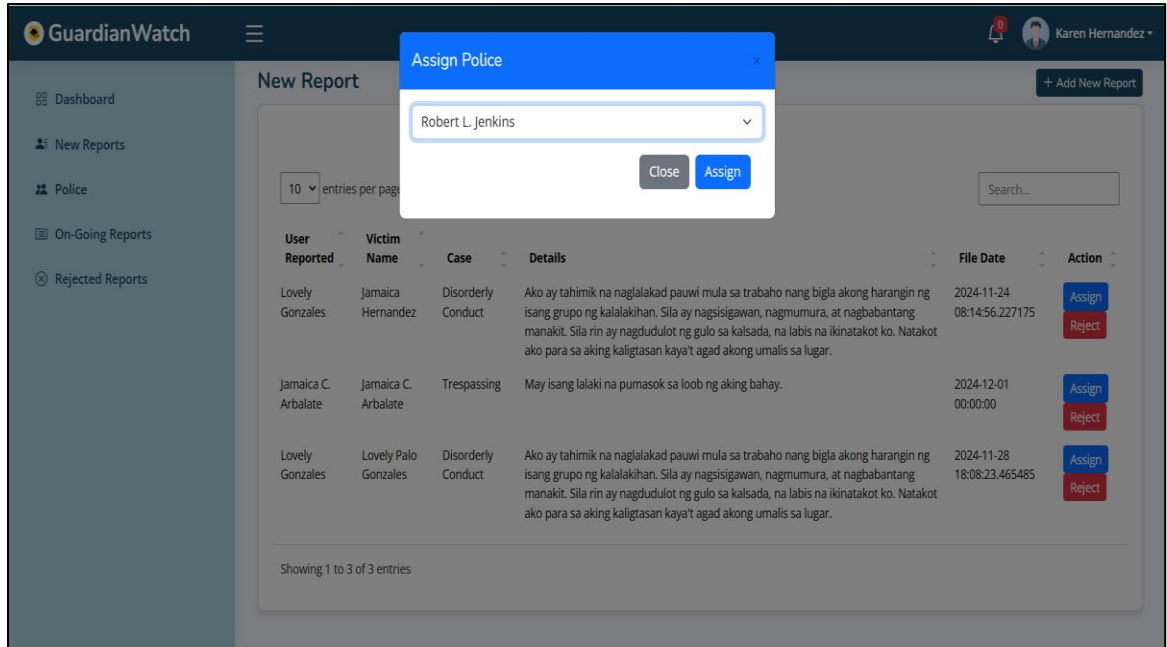 GuardianWatch
0
Karen Hernandez
Assign Police
x
New Report
+ Add New Report
Dashboard
New Reports
Police
On-Going Reports
Rejected Reports
Robert L. Jenkins
Close
Assign
10 entries per page
Search...
User Reported
Victim Name
Case
Details
File Date
Action
Lovely Gonzales
Jamaica Hernandez
Disorderly Conduct
Ako ay tahimik na naglalakad pauwi mula sa trabaho nang bigla akong harangin ng
isang grupo ng kalalakihan. Sila ay nagsisigawan, nagmumura, at nagbabantang
manakit. Sila rin ay nagdudulot ng gulo sa kalsada, na labis na ikinatakot ko. Natakot
ako para sa aking kaligtasan kaya't agad akong umalis sa lugar.
2024-11-24
08:14:56.227175
Assign
Reject
Jamaica C. Arbalate
Jamaica C. Arbalate
Trespassing
May isang lalaki na pumasok sa loob ng aking bahay.
2024-12-01
00:00:00
Assign
Reject
Lovely Gonzales
Lovely Palo Gonzales
Disorderly Conduct
Ako ay tahimik na naglalakad pauwi mula sa trabaho nang bigla akong harangin ng
isang grupo ng kalalakihan. Sila ay nagsisigawan, nagmumura, at nagbabantang
manakit. Sila rin ay nagdudulot ng gulo sa kalsada, na labis na ikinatakot ko. Natakot
ako para sa aking kaligtasan kaya't agad akong umalis sa lugar.
2024-11-28
18:08:23.465485
Assign
Reject
Showing 1 to 3 of 3 entries